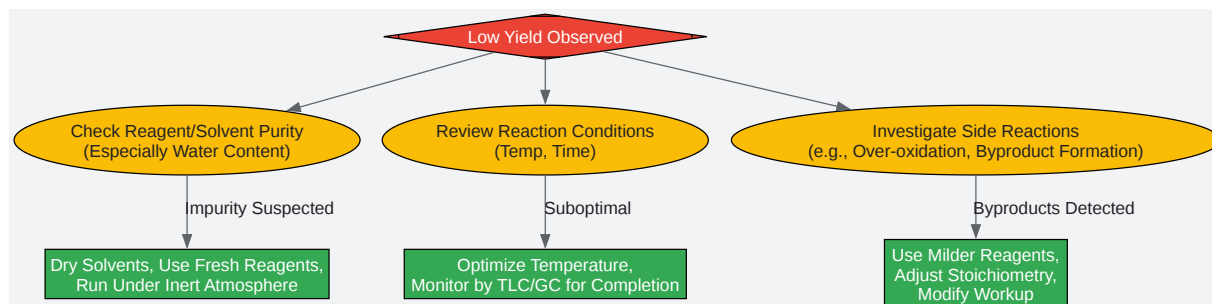 Low Yield Observed
Check Reagent/Solvent Purity
(Especially Water Content)
Review Reaction Conditions
(Temp, Time)
Investigate Side Reactions
(e.g., Over-oxidation, Byproduct Formation)
Impurity Suspected
Suboptimal
Byproducts Detected
Dry Solvents, Use Fresh Reagents,
Run Under Inert Atmosphere
Optimize Temperature,
Monitor by TLC/GC for Completion
Use Milder Reagents,
Adjust Stoichiometry,
Modify Workup